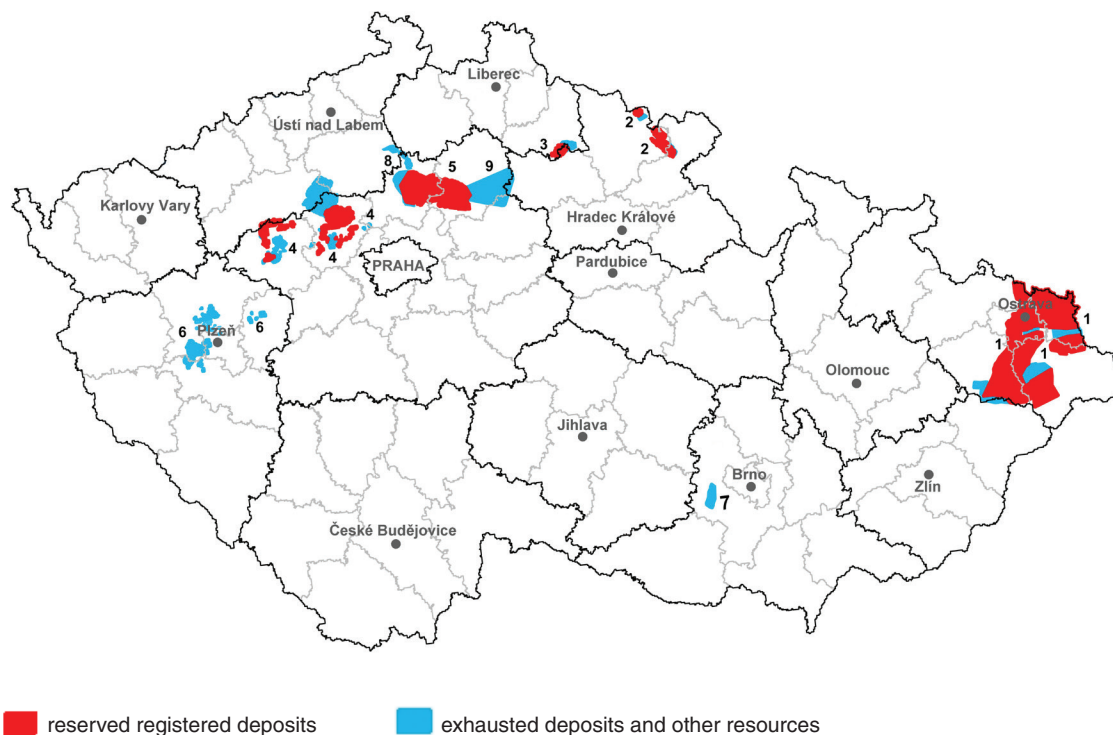 Liberec
Ústí nad Labem
2
3
2
8
5
9
Karlovy Vary
4
Hradec Králové
4
4
PRAHA
Pardubice
Ostrava
1
6
Plzeň
6
1
1
Olomouc
Jihlava
Brno
Zlín
7
České Budějovice
reserved registered deposits
exhausted deposits and other resources